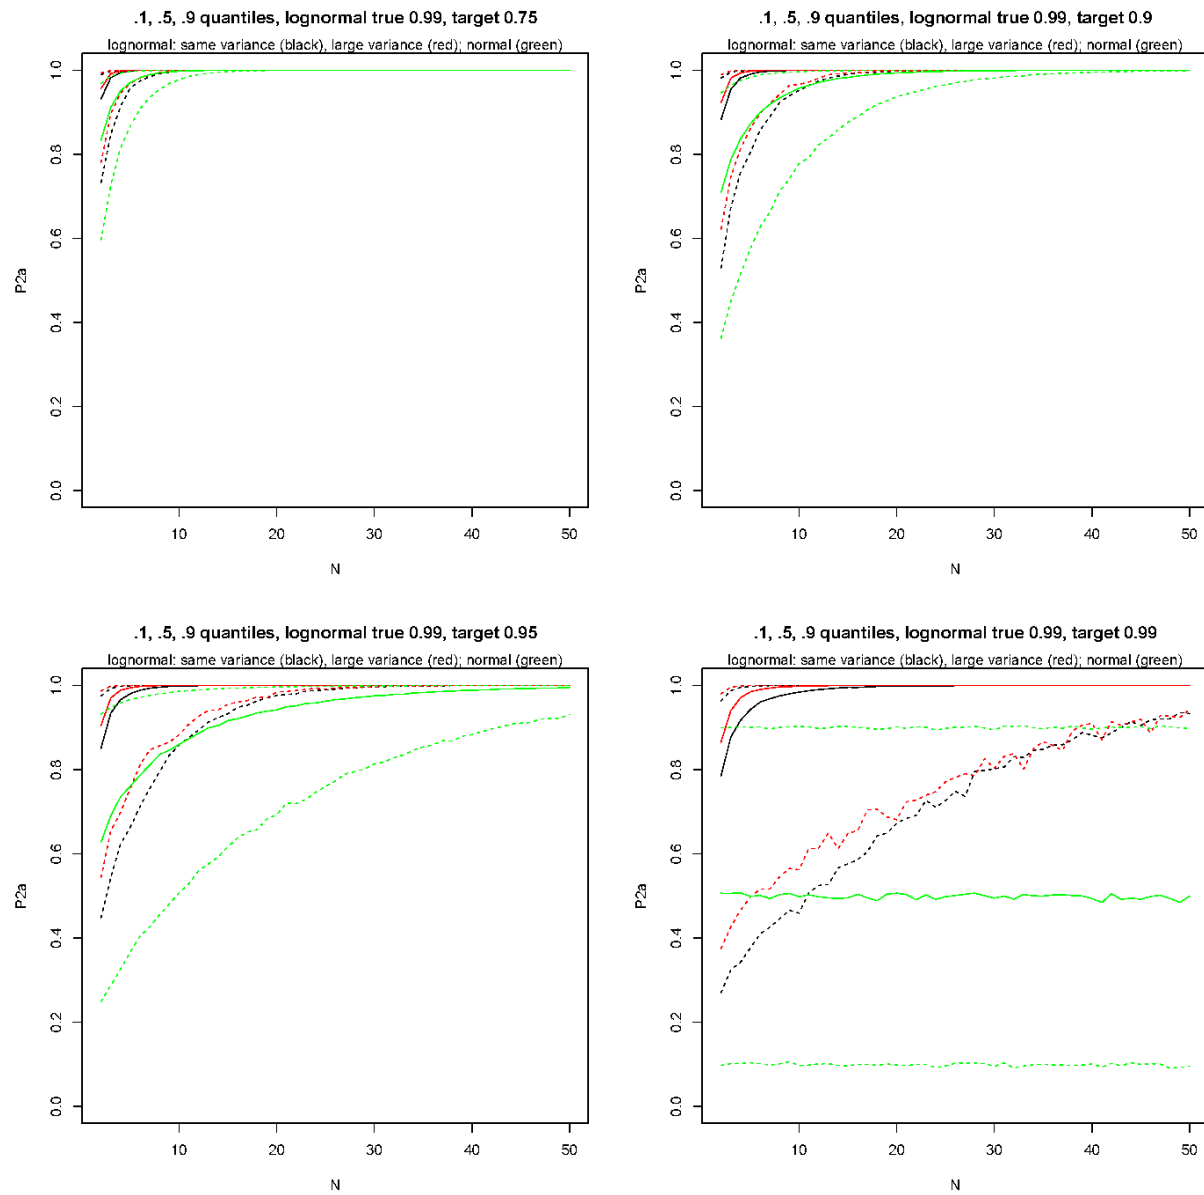 .1, .5, .9 quantiles, lognormal true 0.99, target 0.75
lognormal: same variance (black), large variance (red); normal (green)
1.0
0.8
0.6
0.4
0.2
0.0
P2a
10 20 30 40 50
N
.1, .5, .9 quantiles, lognormal true 0.99, target 0.9
lognormal: same variance (black), large variance (red); normal (green)
1.0
0.8
0.6
0.4
0.2
0.0
P2a
10 20 30 40 50
N
.1, .5, .9 quantiles, lognormal true 0.99, target 0.95
lognormal: same variance (black), large variance (red); normal (green)
1.0
0.8
0.6
0.4
0.2
0.0
P2a
10 20 30 40 50
N
.1, .5, .9 quantiles, lognormal true 0.99, target 0.99
lognormal: same variance (black), large variance (red); normal (green)
1.0
0.8
0.6
0.4
0.2
0.0
P2a
10 20 30 40 50
N